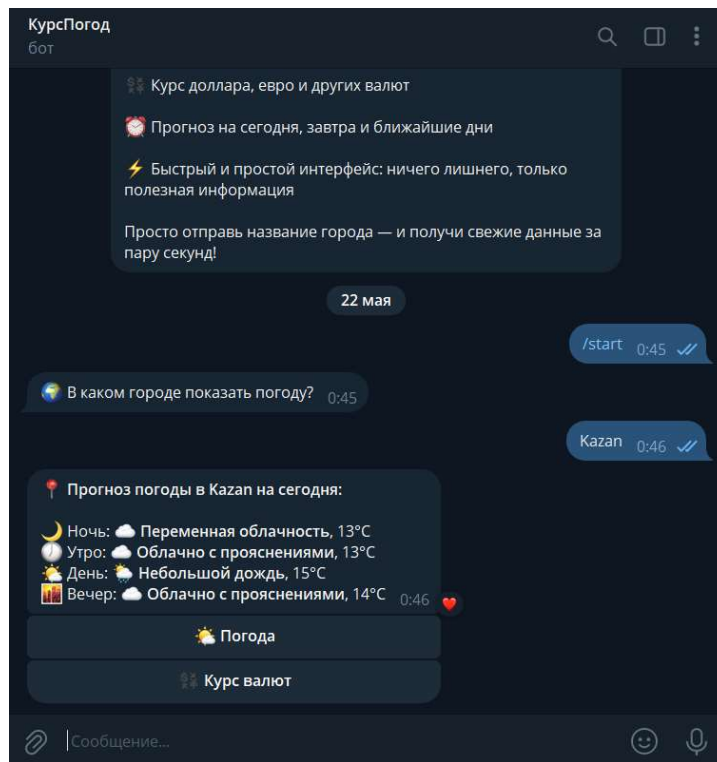 КурсПогод
бот
💱 Курс доллара, евро и других валют
⏰ Прогноз на сегодня, завтра и ближайшие дни
⚡ Быстрый и простой интерфейс: ничего лишнего, только
полезная информация
Просто отправь название города — и получи свежие данные за
пару секунд!
22 мая
/start 0:45
🌍 В каком городе показать погоду? 0:45
Kazan 0:46
📍 Прогноз погоды в Kazan на сегодня:
🌙 Ночь: ☁️ Переменная облачность, 13°C
🕖 Утро: ☁️ Облачно с прояснениями, 13°C
🌤 День: 🌦 Небольшой дождь, 15°C
🌇 Вечер: ☁️ Облачно с прояснениями, 14°C 0:46 ❤️
🌤 Погода
💱 Курс валют
Сообщение...